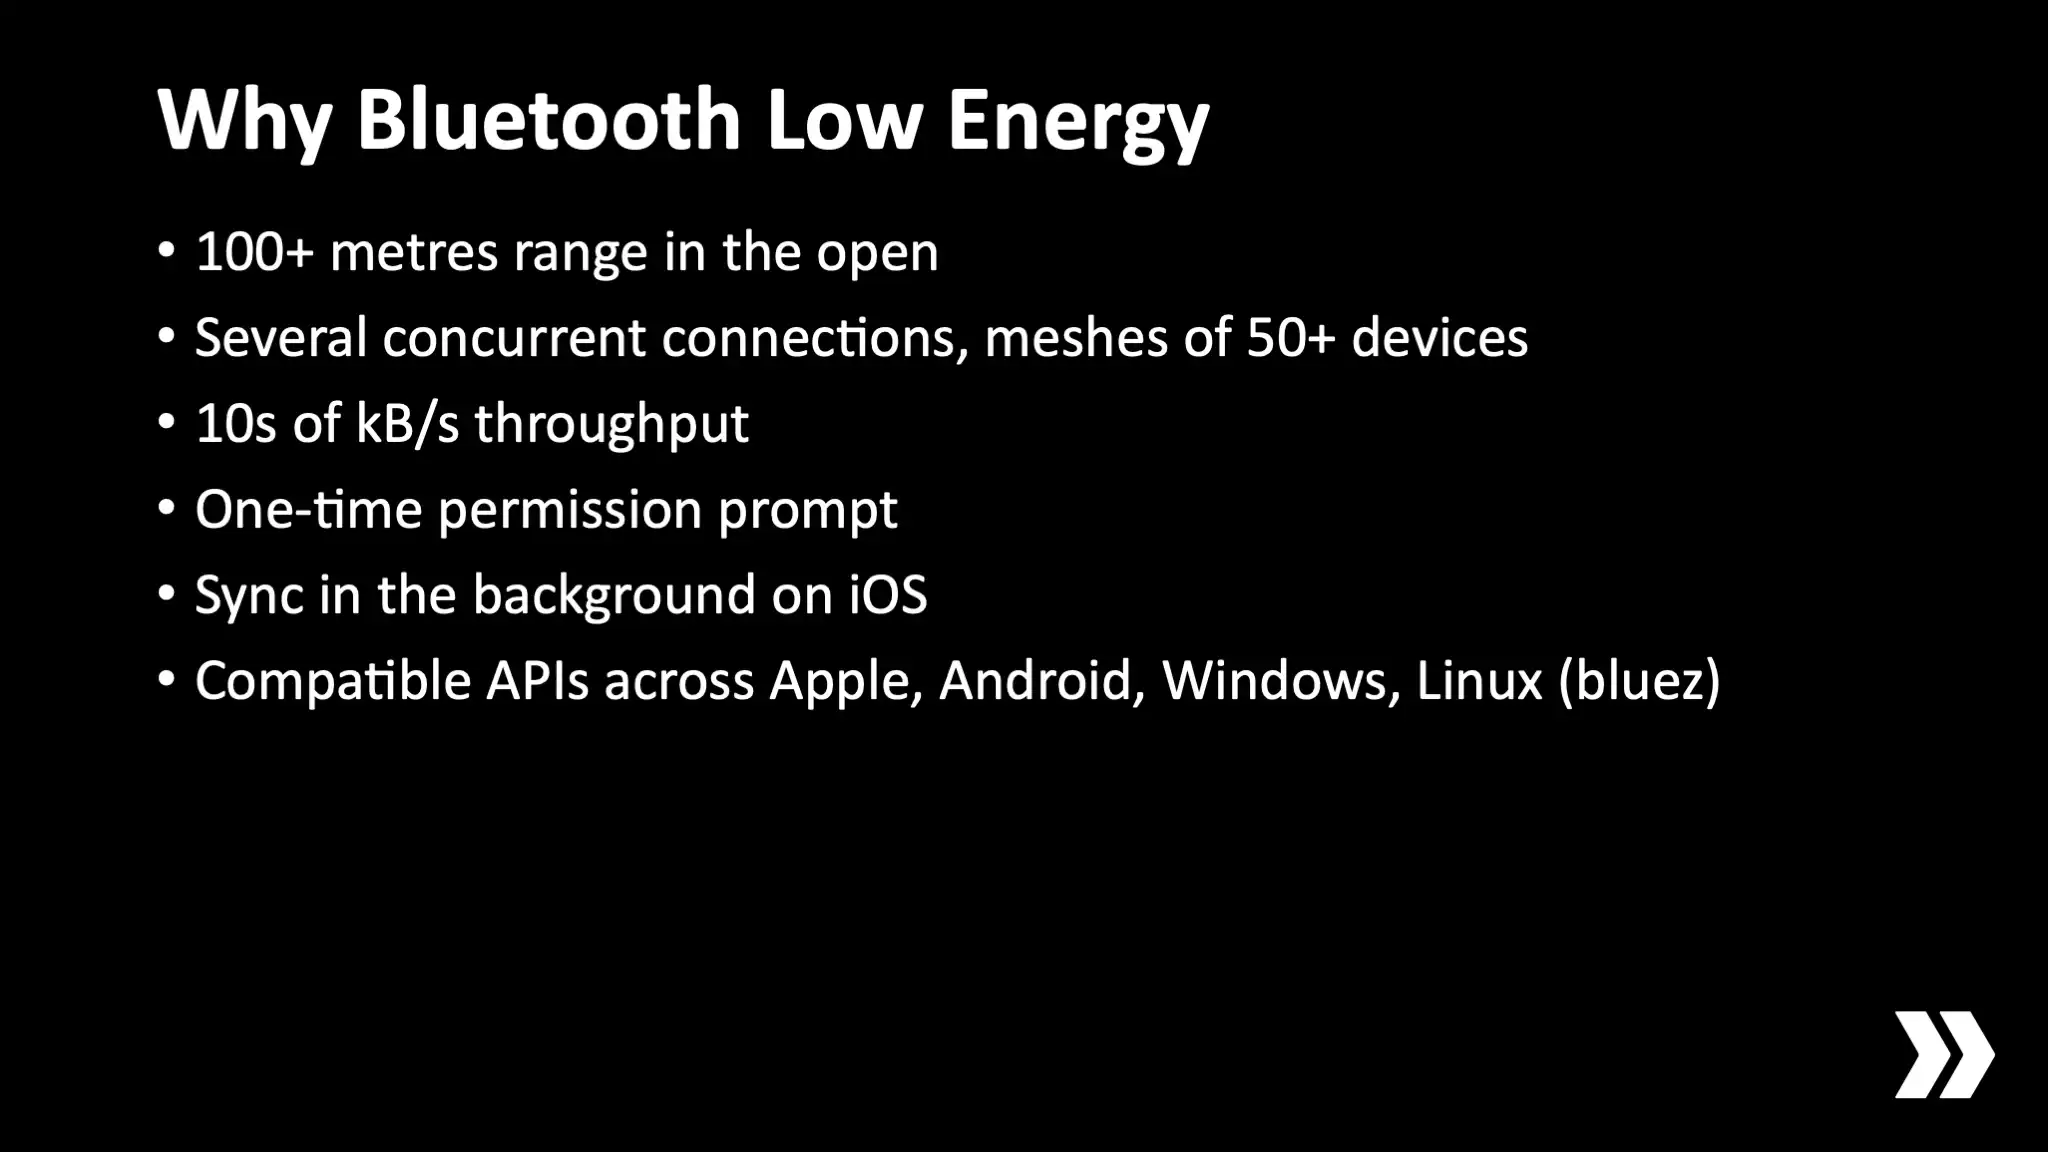 Why Bluetooth Low Energy
• 100+ metres range in the open
• Several concurrent connections, meshes of 50+ devices
• 10s of kB/s throughput
• One-time permission prompt
• Sync in the background on iOS
• Compatible APIs across Apple, Android, Windows, Linux (bluez)